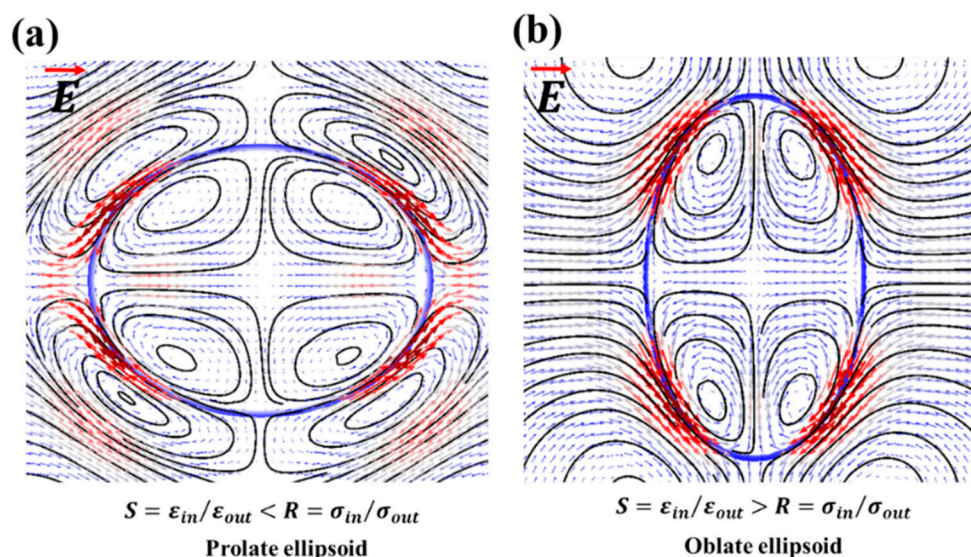 (a)
E
S = ε_in/ε_out < R = σ_in/σ_out
Prolate ellipsoid
(b)
E
S = ε_in/ε_out > R = σ_in/σ_out
Oblate ellipsoid